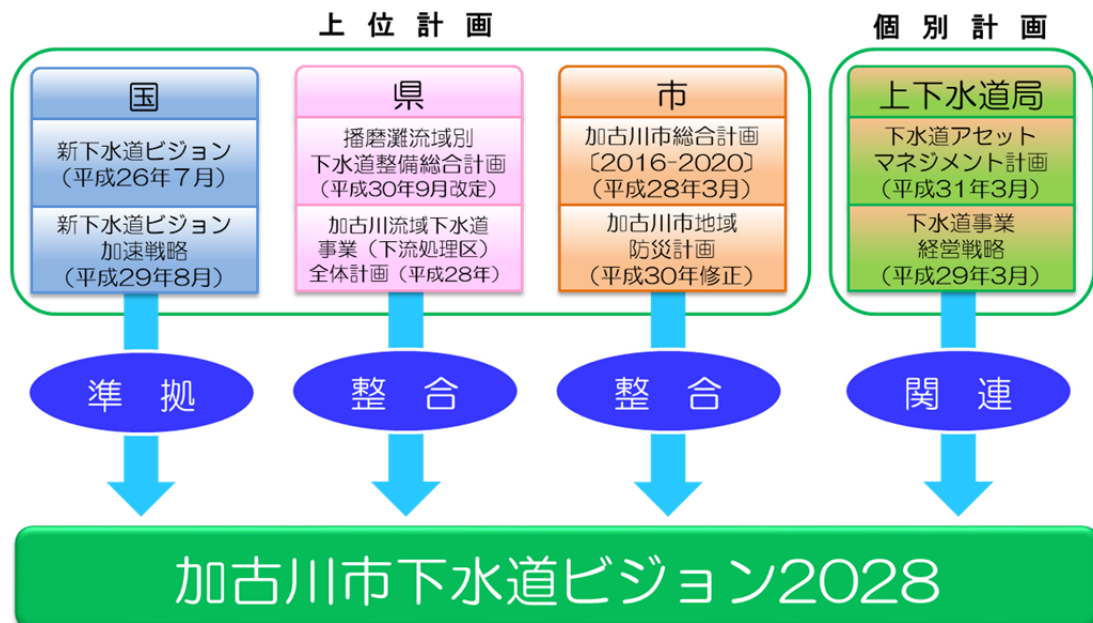 上位計画
個別計画
国
新下水道ビジョン
（平成26年7月）
新下水道ビジョン
加速戦略
（平成29年8月）
県
播磨灘流域別
下水道整備総合計画
（平成30年9月改定）
加古川流域下水道
事業（下流処理区）
全体計画（平成28年）
市
加古川市総合計画
〔2016-2020〕
（平成28年3月）
加古川市地域
防災計画
（平成30年修正）
上下水道局
下水道アセット
マネジメント計画
（平成31年3月）
下水道事業
経営戦略
（平成29年3月）
準拠
整合
整合
関連
加古川市下水道ビジョン2028